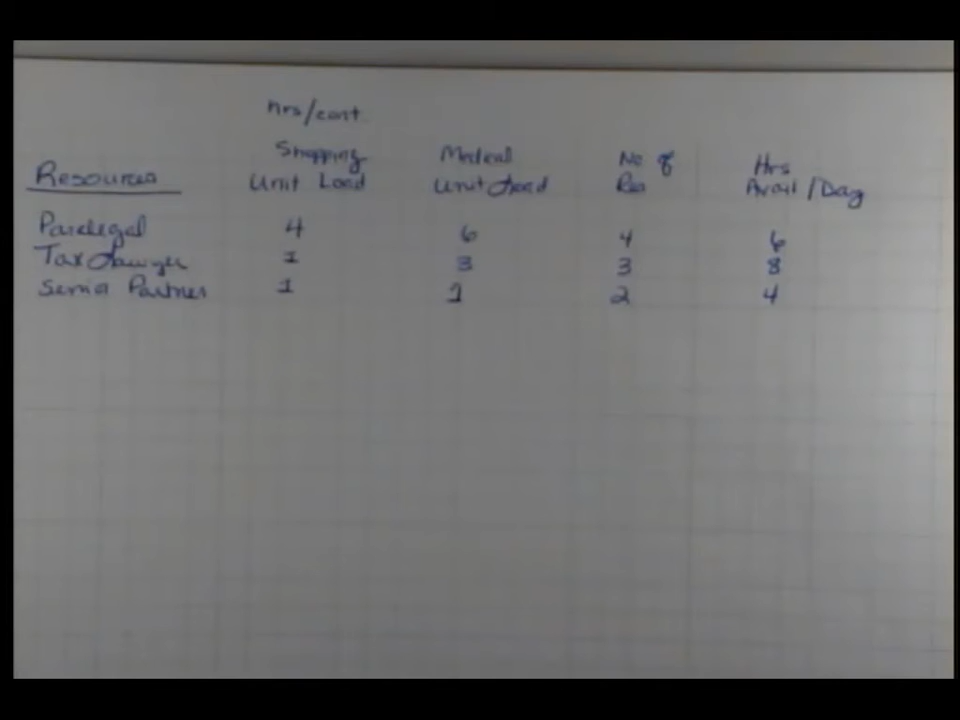 hrs/cont.
Shopping Medical No of Hrs
Resources Unit Load Unit Load Res Avail/Day
Paralegal 4 6 4 6
Tax Lawyer 1 3 3 8
Senior Partner 1 1 2 4